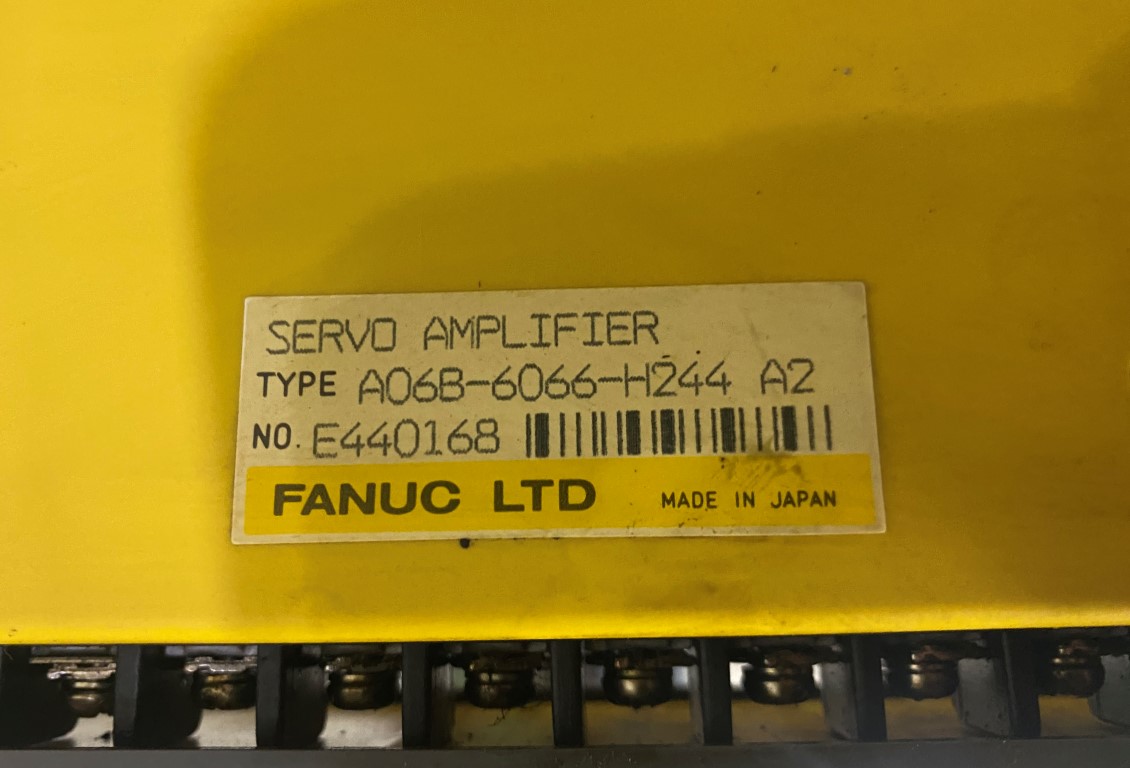 SERVO AMPLIFIER
TYPE A06B-6066-H244 A2
NO. E440168
FANUC LTD MADE IN JAPAN